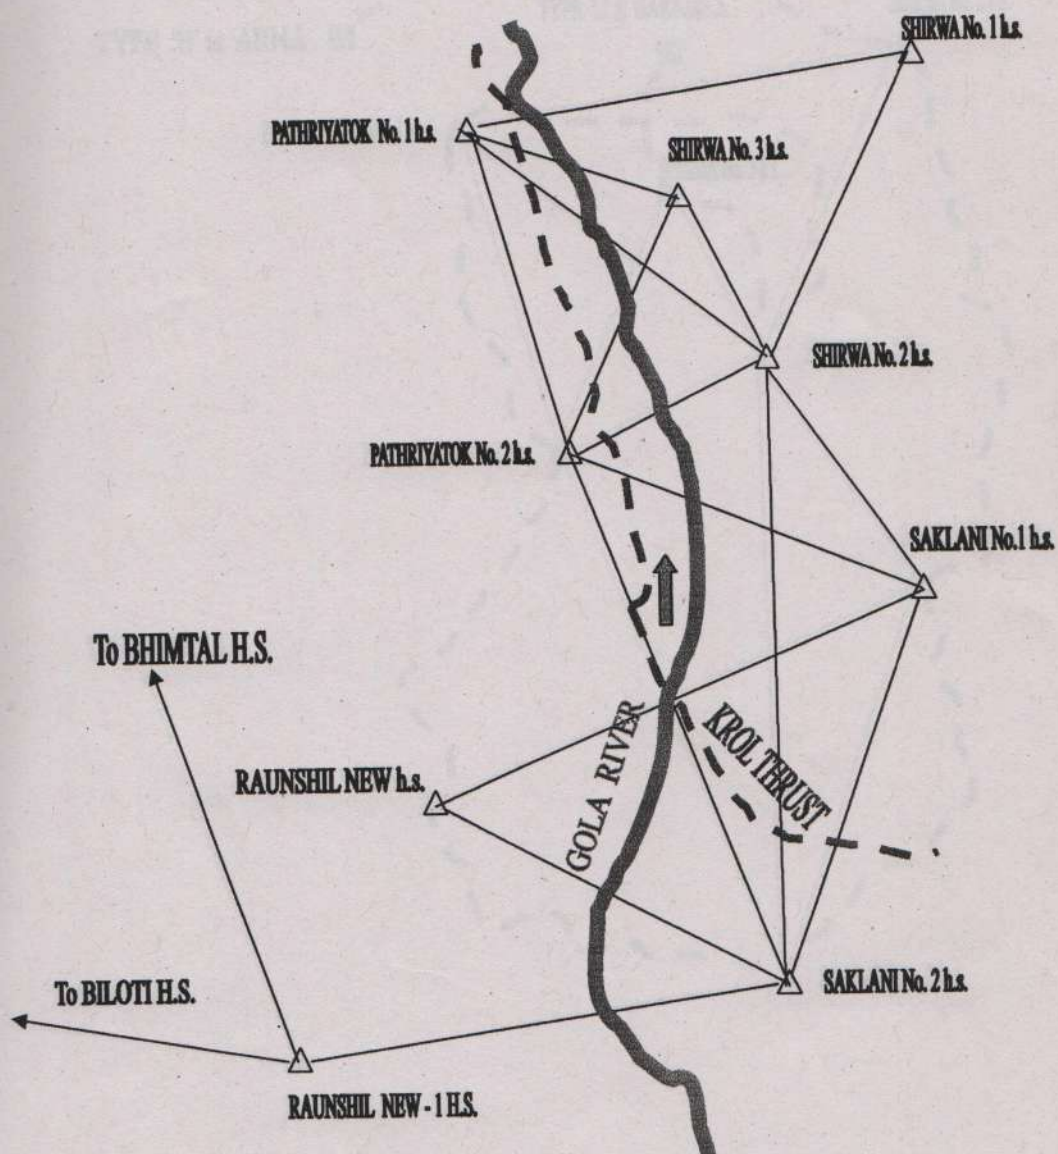 SHIRWA No. 1 h.s.
PATHRIYATOK No. 1 h.s.
SHIRWA No. 3 h.s.
SHIRWA No. 2 h.s.
PATHRIYATOK No. 2 h.s.
SAKLANI No.1 h.s.
To BHIMTAL H.S.
KROL THRUST
GOLA RIVER
RAUNSHIL NEW h.s.
SAKLANI No. 2 h.s.
To BILOTI H.S.
RAUNSHIL NEW - 1 H.S.